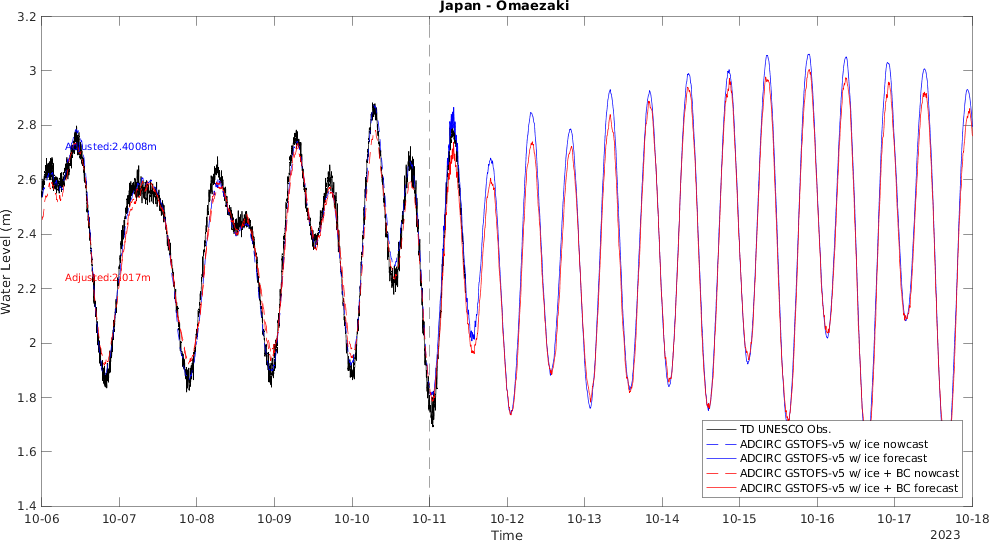 Japan - Omaezaki
3.2
3
2.8
2.6
2.4
2.2
2
1.8
1.6
1.4
Water Level (m)
Adjusted:2.4008m
Adjusted:2.017m
TD UNESCO Obs.
ADCIRC GSTOFS-v5 w/ ice nowcast
ADCIRC GSTOFS-v5 w/ ice forecast
ADCIRC GSTOFS-v5 w/ ice + BC nowcast
ADCIRC GSTOFS-v5 w/ ice + BC forecast
10-06 10-07 10-08 10-09 10-10 10-11 10-12 10-13 10-14 10-15 10-16 10-17 10-18
Time
2023